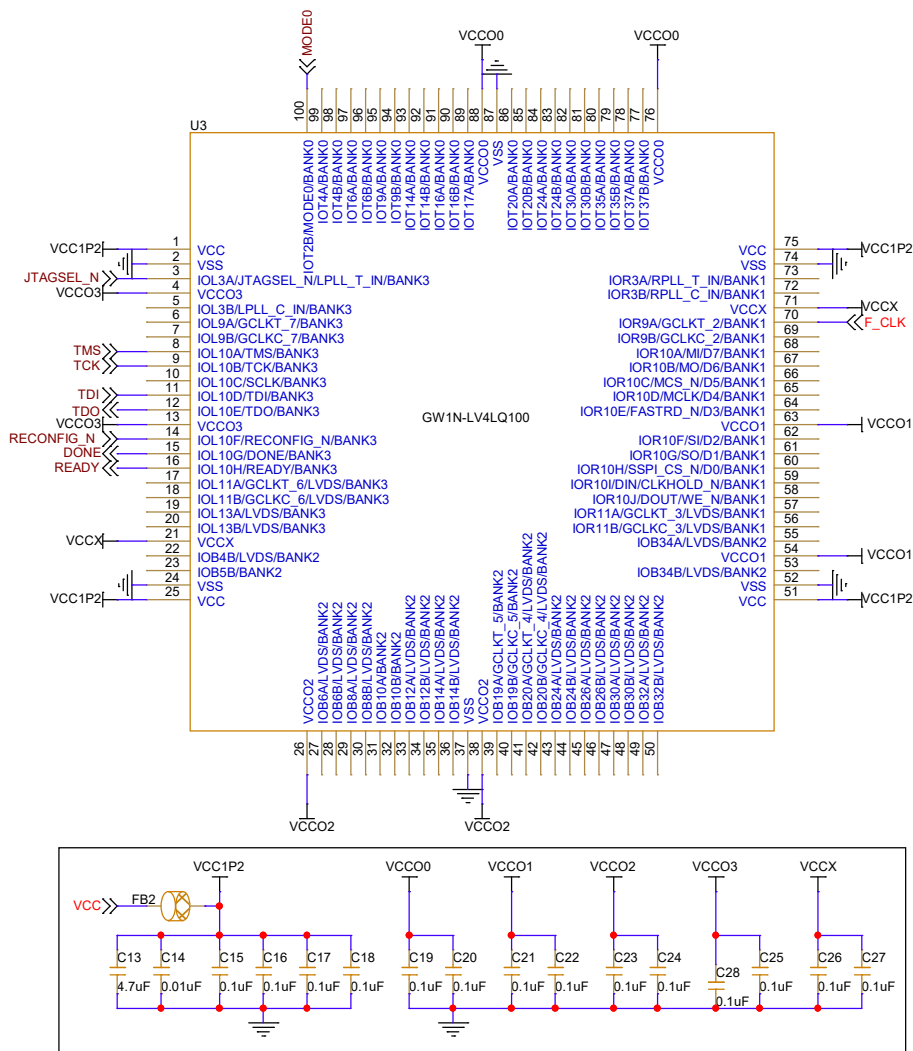 MODE0
VCCO0
VCCO0
100
99
98
97
96
95
94
93
92
91
90
89
88
87
86
85
84
83
82
81
80
79
78
77
76
U3
IOT2B/MODE0/BANK0
IOT4A/BANK0
IOT4B/BANK0
IOT6A/BANK0
IOT6B/BANK0
IOT9A/BANK0
IOT9B/BANK0
IOT14A/BANK0
IOT14B/BANK0
IOT16A/BANK0
IOT16B/BANK0
IOT17A/BANK0
VCCO0
VSS
IOT20A/BANK0
IOT20B/BANK0
IOT24A/BANK0
IOT24B/BANK0
IOT30A/BANK0
IOT30B/BANK0
IOT35A/BANK0
IOT35B/BANK0
IOT37A/BANK0
IOT37B/BANK0
VCCO0
VCC1P2 1 VCC
2 VSS
JTAGSEL_N 3 IOL3A/JTAGSEL_N/LPLL_T_IN/BANK3
VCCO3 4 VCCO3
5 IOL3B/LPLL_C_IN/BANK3
6 IOL9A/GCLKT_7/BANK3
7 IOL9B/GCLKC_7/BANK3
TMS 8 IOL10A/TMS/BANK3
TCK 9 IOL10B/TCK/BANK3
10 IOL10C/SCLK/BANK3
TDI 11 IOL10D/TDI/BANK3
TDO 12 IOL10E/TDO/BANK3
VCCO3 13 VCCO3
RECONFIG_N 14 IOL10F/RECONFIG_N/BANK3
DONE 15 IOL10G/DONE/BANK3
READY 16 IOL10H/READY/BANK3
17 IOL11A/GCLKT_6/LVDS/BANK3
18 IOL11B/GCLKC_6/LVDS/BANK3
19 IOL13A/LVDS/BANK3
20 IOL13B/LVDS/BANK3
VCCX 21 VCCX
22 IOB4B/LVDS/BANK2
23 IOB5B/BANK2
24 VSS
VCC1P2 25 VCC
GW1N-LV4LQ100
VCC 75 VCC1P2
VSS 74
IOR3A/RPLL_T_IN/BANK1 73
IOR3B/RPLL_C_IN/BANK1 72
VCCX 71 VCCX
IOR9A/GCLKT_2/BANK1 70 F_CLK
IOR9B/GCLKC_2/BANK1 69
IOR10A/MI/D7/BANK1 68
IOR10B/MO/D6/BANK1 67
IOR10C/MCS_N/D5/BANK1 66
IOR10D/MCLK/D4/BANK1 65
IOR10E/FASTRD_N/D3/BANK1 64
VCCO1 63 VCCO1
IOR10F/SI/D2/BANK1 62
IOR10G/SO/D1/BANK1 61
IOR10H/SSPI_CS_N/D0/BANK1 60
IOR10I/DIN/CLKHOLD_N/BANK1 59
IOR10J/DOUT/WE_N/BANK1 58
IOR11A/GCLKT_3/LVDS/BANK1 57
IOR11B/GCLKC_3/LVDS/BANK1 56
IOB34A/LVDS/BANK2 55
VCCO1 54 VCCO1
IOB34B/LVDS/BANK2 53
VSS 52
VCC 51 VCC1P2
VCCO2
IOB6A/LVDS/BANK2
IOB6B/LVDS/BANK2
IOB8A/LVDS/BANK2
IOB8B/LVDS/BANK2
IOB10A/BANK2
IOB10B/BANK2
IOB12A/LVDS/BANK2
IOB12B/LVDS/BANK2
IOB14A/LVDS/BANK2
IOB14B/LVDS/BANK2
VSS
VCCO2
IOB19A/GCLKT_5/BANK2
IOB19B/GCLKC_5/BANK2
IOB20A/GCLKT_4/LVDS/BANK2
IOB20B/GCLKC_4/LVDS/BANK2
IOB24A/LVDS/BANK2
IOB24B/LVDS/BANK2
IOB26A/LVDS/BANK2
IOB26B/LVDS/BANK2
IOB30A/LVDS/BANK2
IOB30B/LVDS/BANK2
IOB32A/LVDS/BANK2
IOB32B/LVDS/BANK2
26
27
28
29
30
31
32
33
34
35
36
37
38
39
40
41
42
43
44
45
46
47
48
49
50
VCCO2
VCCO2
VCC1P2 VCCO0 VCCO1 VCCO2 VCCO3 VCCX
VCC FB2
C13 C14 C15 C16 C17 C18 C19 C20 C21 C22 C23 C24 C28 C25 C26 C27
4.7uF 0.01uF 0.1uF 0.1uF 0.1uF 0.1uF 0.1uF 0.1uF 0.1uF 0.1uF 0.1uF 0.1uF 0.1uF 0.1uF 0.1uF 0.1uF